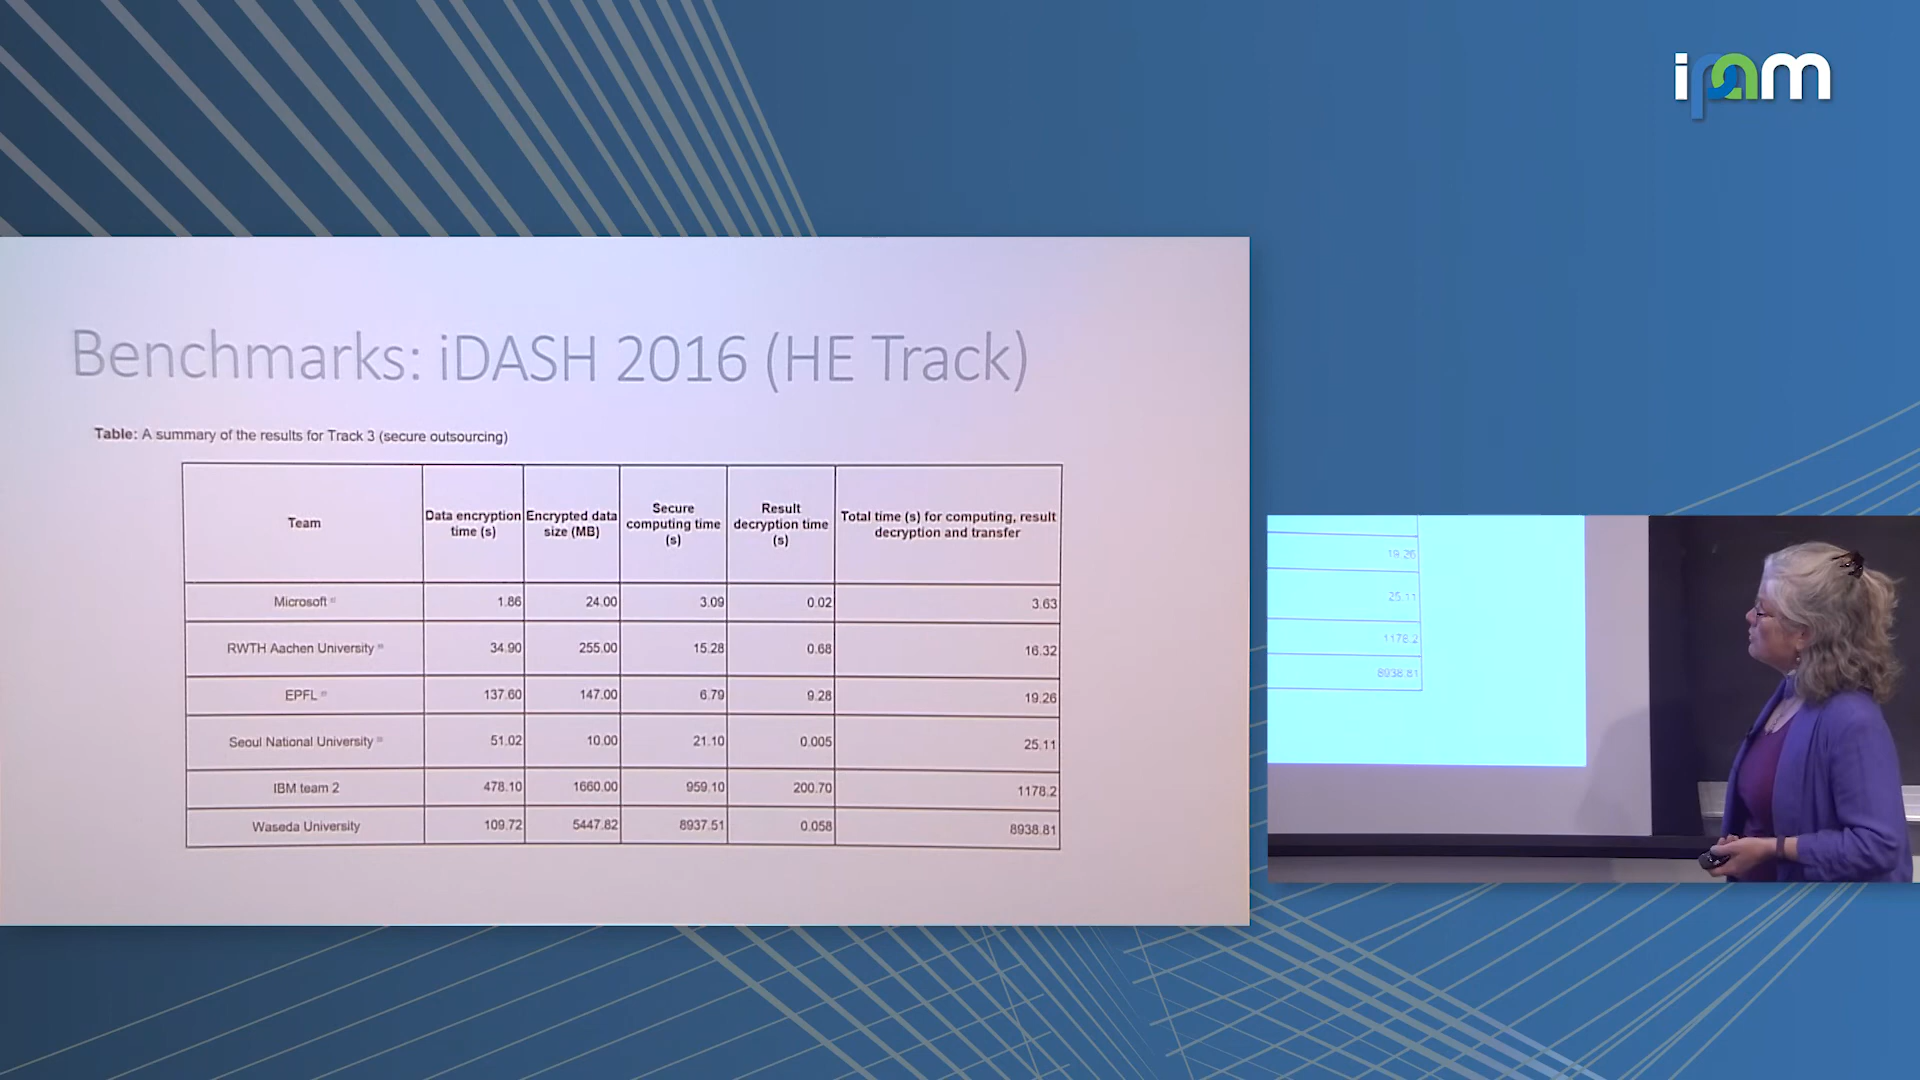 ipam
Benchmarks: iDASH 2016 (HE Track)
Table: A summary of the results for Track 3 (secure outsourcing)
Team | Data encryption time (s) | Encrypted data size (MB) | Secure computing time (s) | Result decryption time (s) | Total time (s) for computing, result decryption and transfer
Microsoft | 1.86 | 24.00 | 3.09 | 0.02 | 3.63
RWTH Aachen University | 34.90 | 255.00 | 15.28 | 0.68 | 16.32
EPFL | 137.60 | 147.00 | 6.79 | 9.28 | 19.26
Seoul National University | 51.02 | 10.00 | 21.10 | 0.005 | 25.11
IBM team 2 | 478.10 | 1660.00 | 959.10 | 200.70 | 1178.2
Waseda University | 109.72 | 5447.82 | 8937.51 | 0.058 | 8938.81
19.26
25.11
1178.2
8938.81